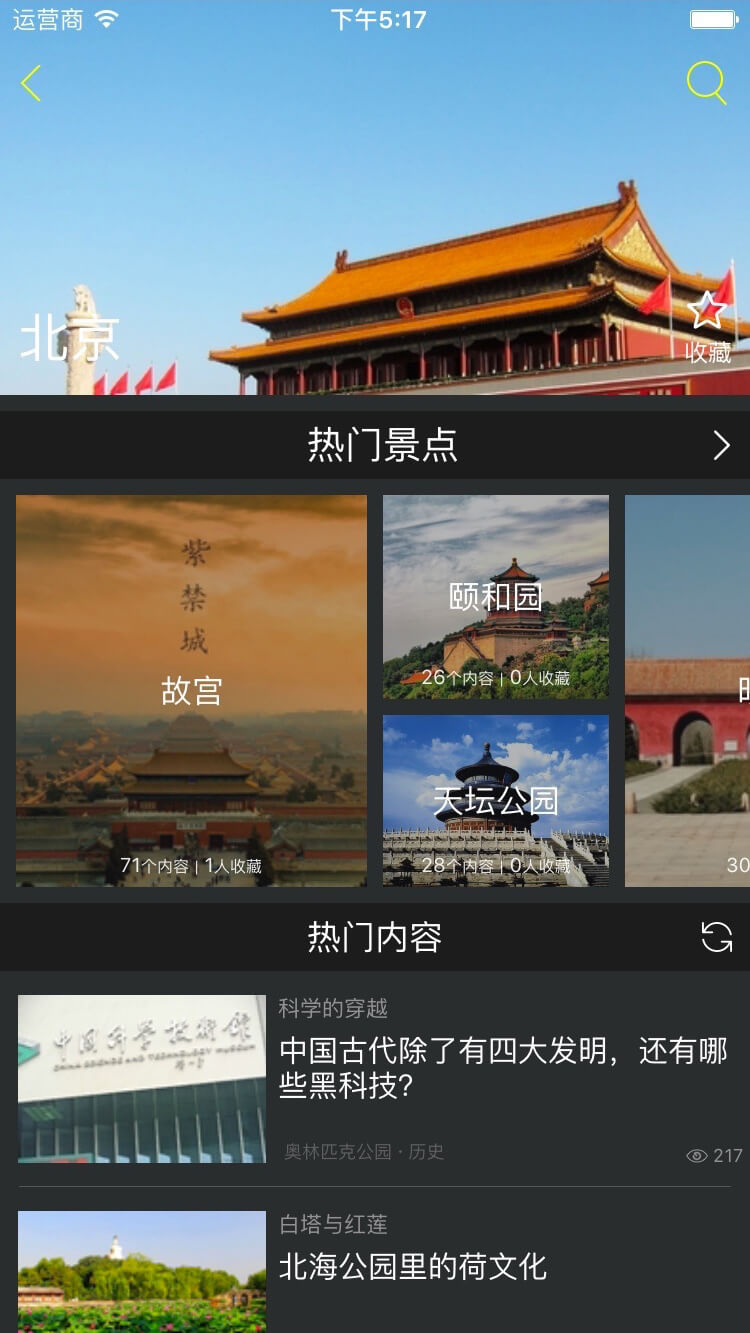 运营商
下午5:17
北京
收藏
热门景点
紫
禁
城
故宫
71个内容 | 1人收藏
颐和园
26个内容 | 0人收藏
天坛公园
28个内容 | 0人收藏
30
热门内容
中国科学技术馆
CHINA SCIENCE AND TECHNOLOGY MUSEUM
科学的穿越
中国古代除了有四大发明，还有哪
些黑科技?
奥林匹克公园 · 历史
217
白塔与红莲
北海公园里的荷文化